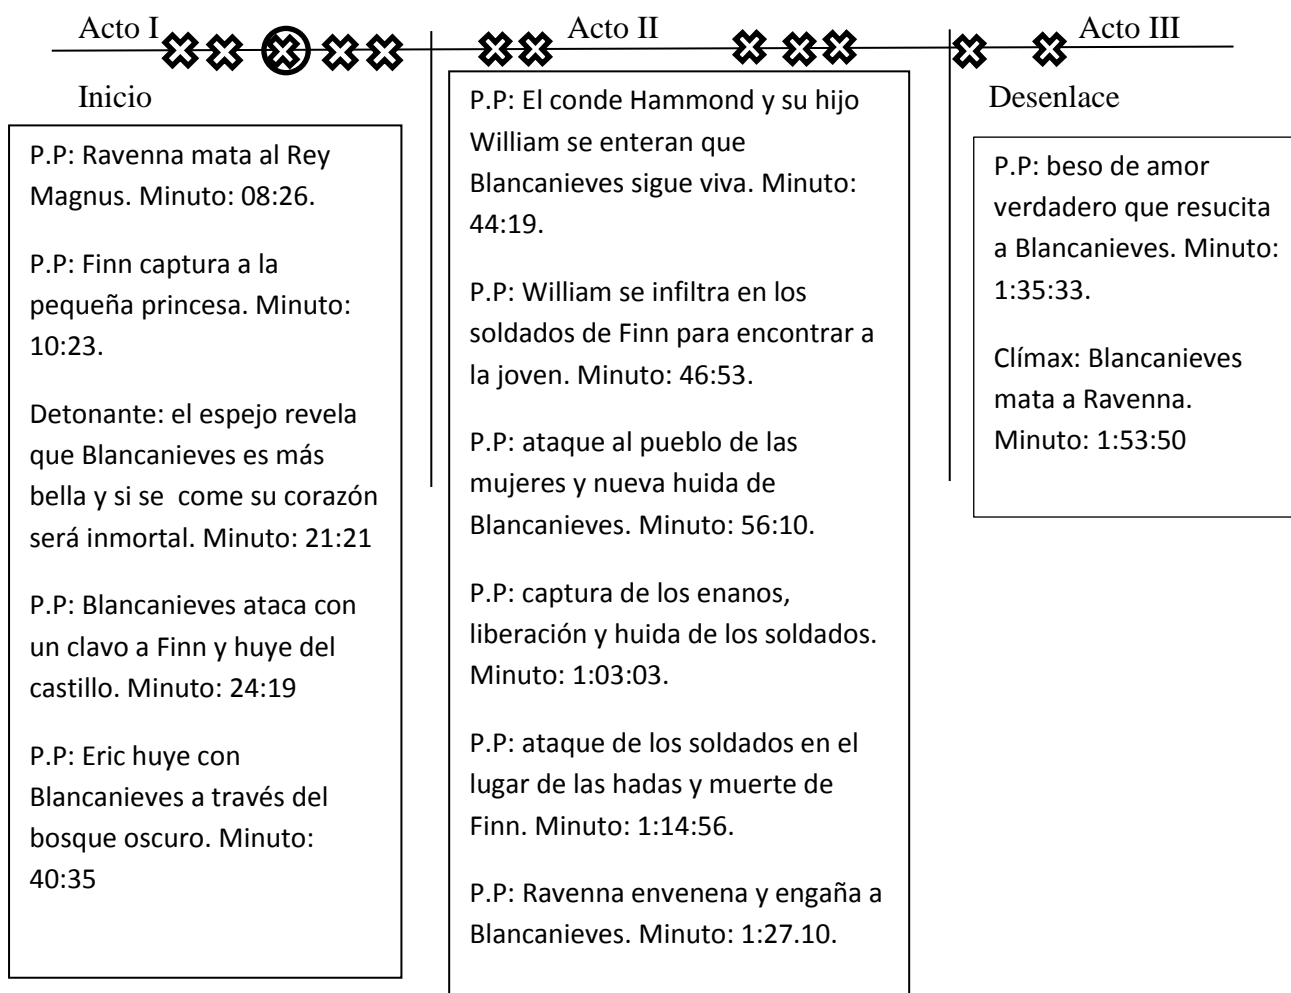 Acto I
Acto II
Acto III
Inicio
Desenlace
P.P: Ravenna mata al Rey
Magnus. Minuto: 08:26.
P.P: Finn captura a la
pequeña princesa. Minuto:
10:23.
Detonante: el espejo revela
que Blancanieves es más
bella y si se  come su corazón
será inmortal. Minuto: 21:21
P.P: Blancanieves ataca con
un clavo a Finn y huye del
castillo. Minuto: 24:19
P.P: Eric huye con
Blancanieves a través del
bosque oscuro. Minuto:
40:35
P.P: El conde Hammond y su hijo
William se enteran que
Blancanieves sigue viva. Minuto:
44:19.
P.P: William se infiltra en los
soldados de Finn para encontrar a
la joven. Minuto: 46:53.
P.P: ataque al pueblo de las
mujeres y nueva huida de
Blancanieves. Minuto: 56:10.
P.P: captura de los enanos,
liberación y huida de los soldados.
Minuto: 1:03:03.
P.P: ataque de los soldados en el
lugar de las hadas y muerte de
Finn. Minuto: 1:14:56.
P.P: Ravenna envenena y engaña a
Blancanieves. Minuto: 1:27.10.
P.P: beso de amor
verdadero que resucita
a Blancanieves. Minuto:
1:35:33.
Clímax: Blancanieves
mata a Ravenna.
Minuto: 1:53:50